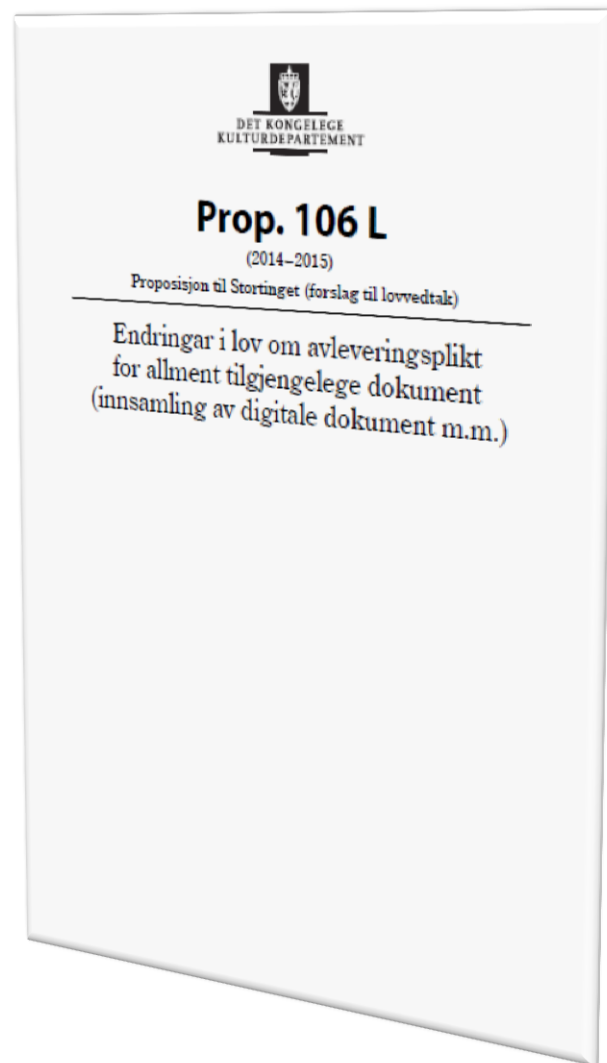 DET KONGELEGE
KULTURDEPARTEMENT
Prop. 106 L
(2014–2015)
Proposisjon til Stortinget (forslag til lovvedtak)
Endringar i lov om avleveringsplikt
for allment tilgjengelege dokument
(innsamling av digitale dokument m.m.)